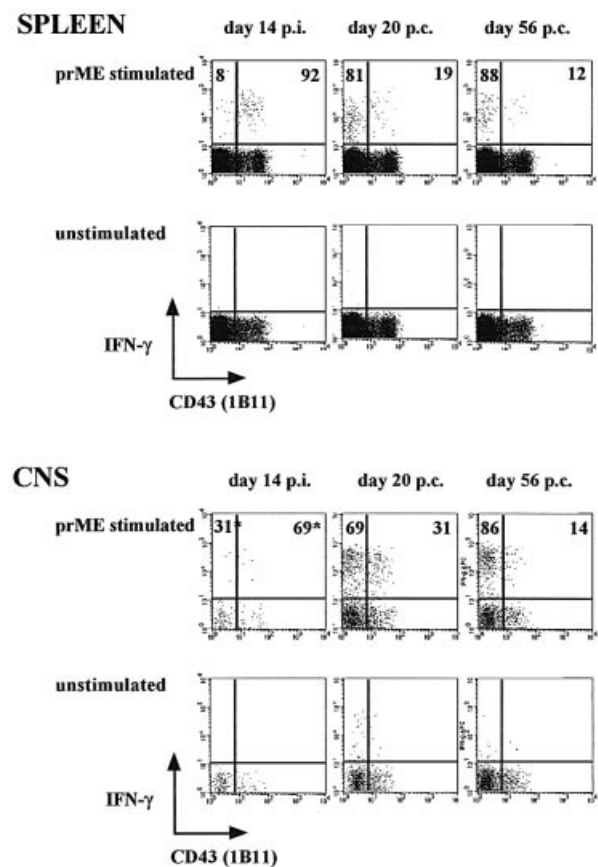 SPLEEN
day 14 p.i. day 20 p.c. day 56 p.c.
prME stimulated
8 92 81 19 88 12
unstimulated
IFN-γ
CD43 (1B11)
CNS
day 14 p.i. day 20 p.c. day 56 p.c.
prME stimulated
31* 69* 69 31 86 14
unstimulated
IFN-γ
CD43 (1B11)